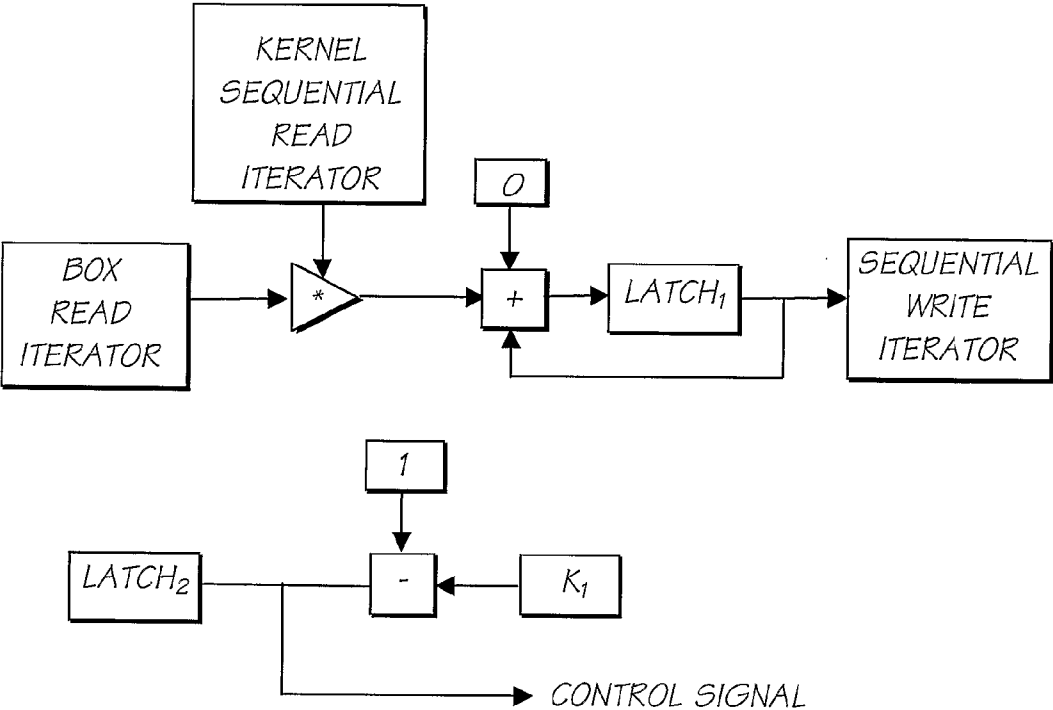 KERNEL
SEQUENTIAL
READ
ITERATOR
0
BOX
READ
ITERATOR
*
+
LATCH₁
SEQUENTIAL
WRITE
ITERATOR
1
LATCH₂
-
K₁
CONTROL SIGNAL